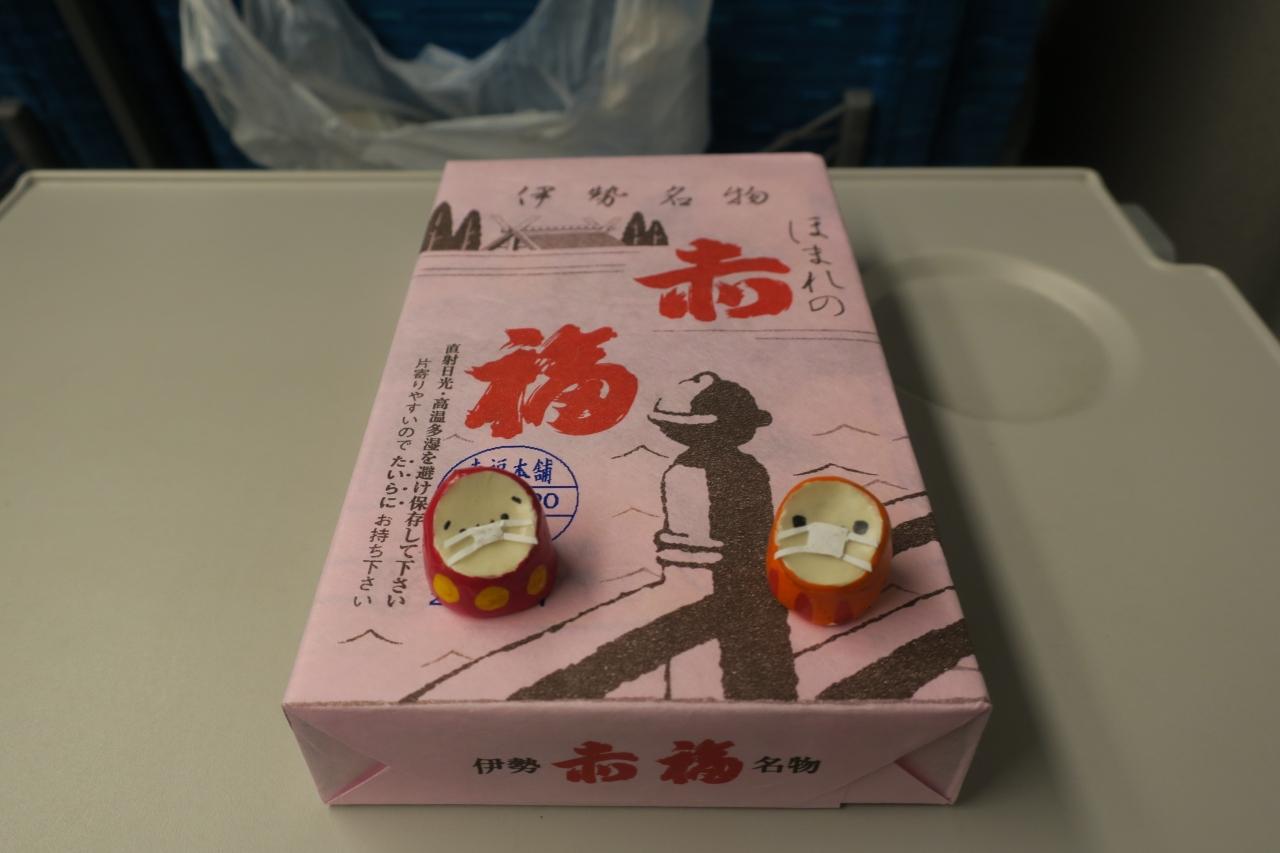 伊勢名物
ほまれの
赤
福
直射日光・高温多湿を避け保存して下さい
片寄りやすいのでたいらにお持ち下さい
本舗
伊勢 赤福 名物